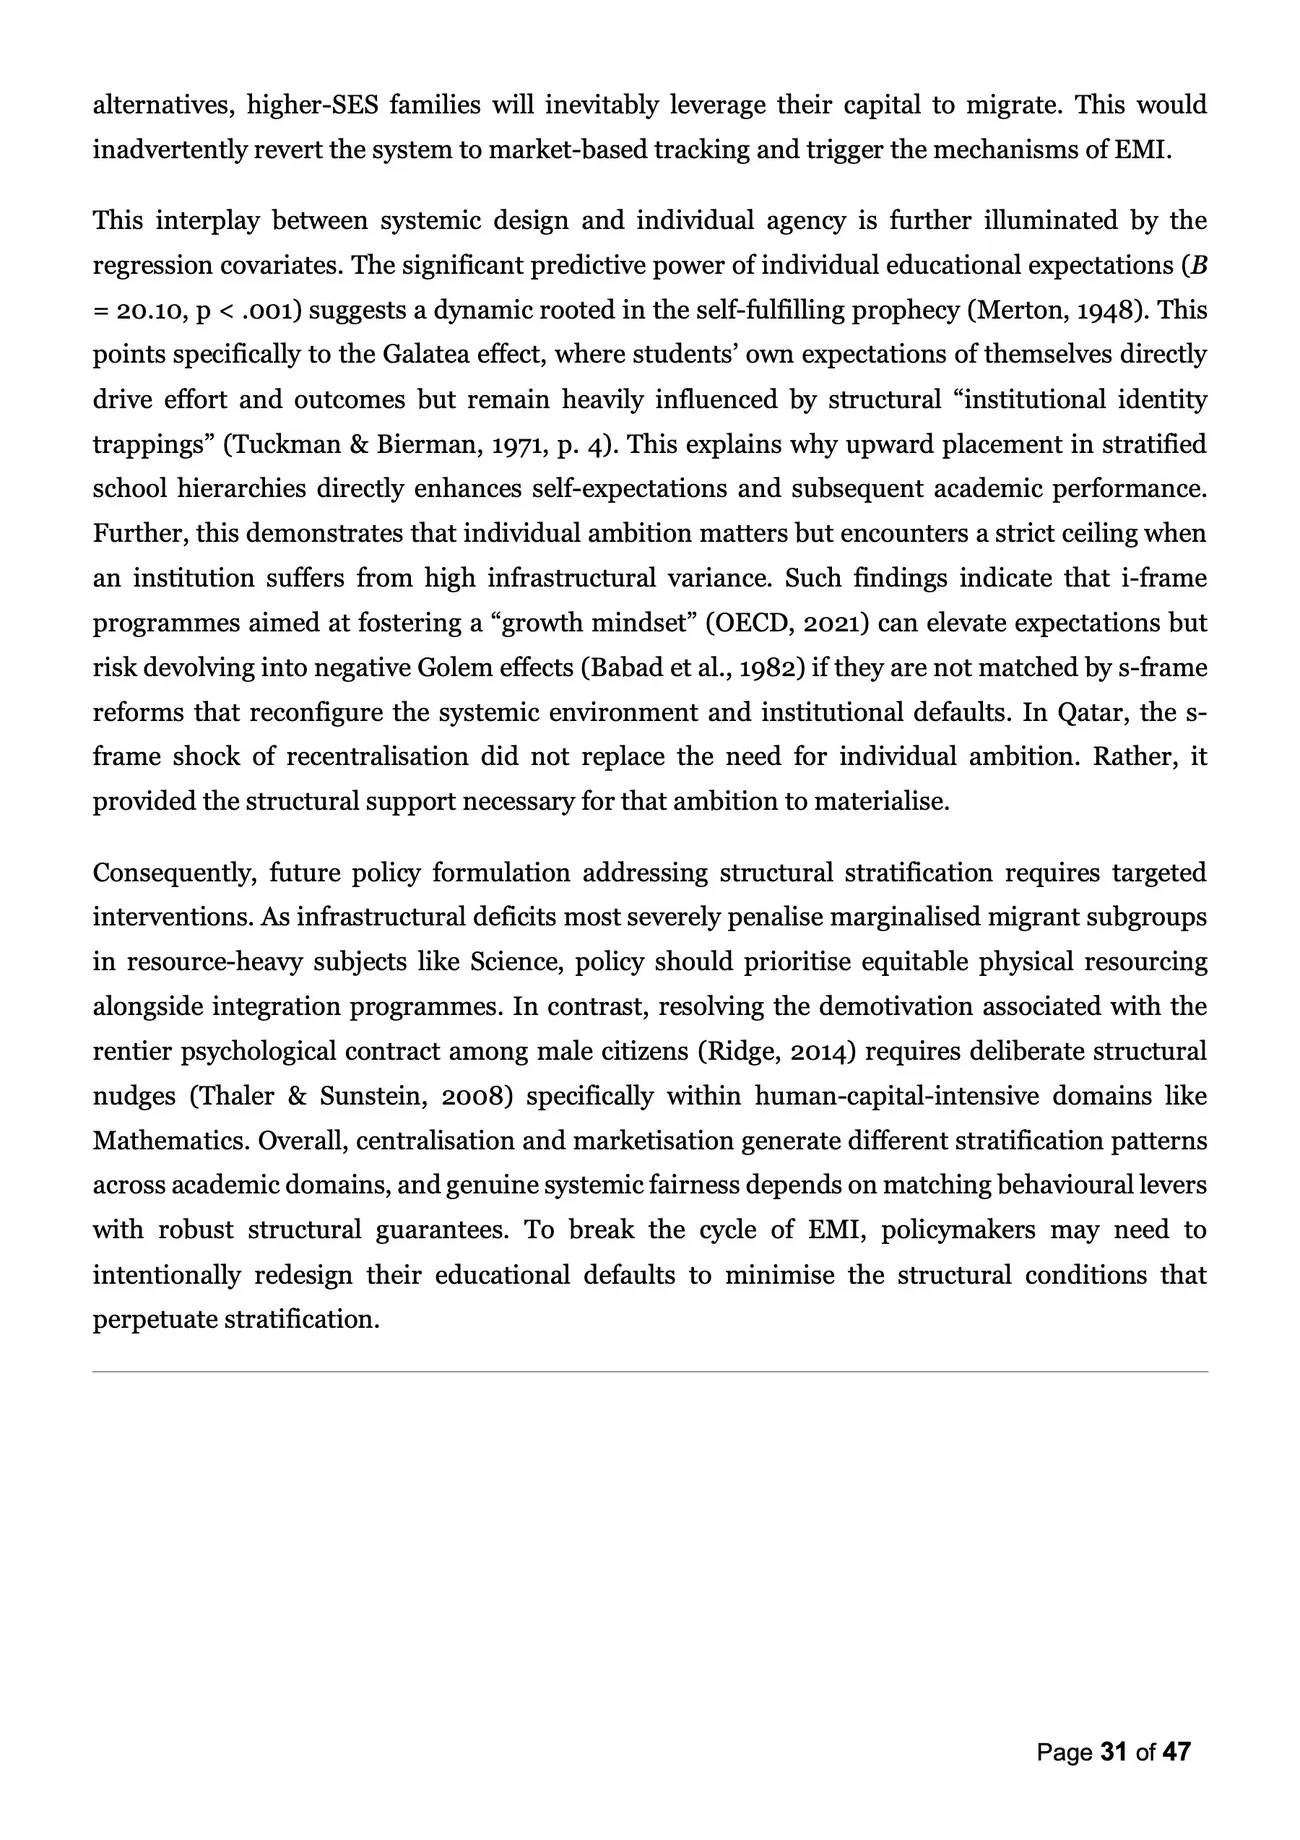 alternatives, higher-SES families will inevitably leverage their capital to migrate. This would
inadvertently revert the system to market-based tracking and trigger the mechanisms of EMI.
This interplay between systemic design and individual agency is further illuminated by the
regression covariates. The significant predictive power of individual educational expectations (B
= 20.10, p < .001) suggests a dynamic rooted in the self-fulfilling prophecy (Merton, 1948). This
points specifically to the Galatea effect, where students’ own expectations of themselves directly
drive effort and outcomes but remain heavily influenced by structural “institutional identity
trappings” (Tuckman & Bierman, 1971, p. 4). This explains why upward placement in stratified
school hierarchies directly enhances self-expectations and subsequent academic performance.
Further, this demonstrates that individual ambition matters but encounters a strict ceiling when
an institution suffers from high infrastructural variance. Such findings indicate that i-frame
programmes aimed at fostering a “growth mindset” (OECD, 2021) can elevate expectations but
risk devolving into negative Golem effects (Babad et al., 1982) if they are not matched by s-frame
reforms that reconfigure the systemic environment and institutional defaults. In Qatar, the s-
frame shock of recentralisation did not replace the need for individual ambition. Rather, it
provided the structural support necessary for that ambition to materialise.
Consequently, future policy formulation addressing structural stratification requires targeted
interventions. As infrastructural deficits most severely penalise marginalised migrant subgroups
in resource-heavy subjects like Science, policy should prioritise equitable physical resourcing
alongside integration programmes. In contrast, resolving the demotivation associated with the
rentier psychological contract among male citizens (Ridge, 2014) requires deliberate structural
nudges (Thaler & Sunstein, 2008) specifically within human-capital-intensive domains like
Mathematics. Overall, centralisation and marketisation generate different stratification patterns
across academic domains, and genuine systemic fairness depends on matching behavioural levers
with robust structural guarantees. To break the cycle of EMI, policymakers may need to
intentionally redesign their educational defaults to minimise the structural conditions that
perpetuate stratification.
Page 31 of 47